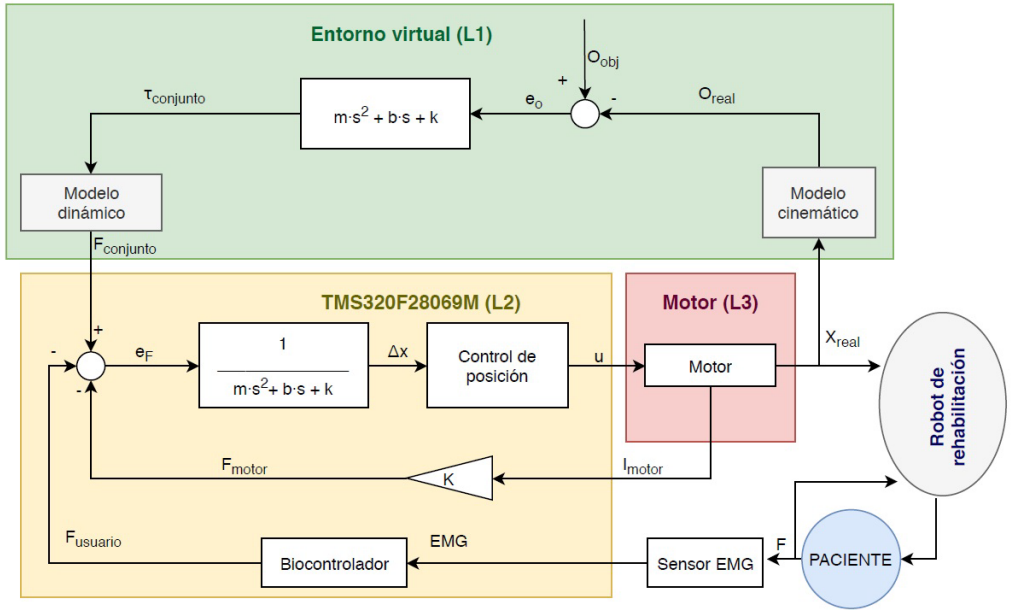 Entorno virtual (L1)
O_obj
+
-
e_o
O_real
τ_conjunto
m·s² + b·s + k
Modelo
dinámico
Modelo
cinemático
F_conjunto
TMS320F28069M (L2)
Motor (L3)
+
-
-
e_F
1
m·s²+ b·s + k
Δx
Control de
posición
u
Motor
X_real
Robot de
rehabilitación
F_motor
K
I_motor
F_usuario
Biocontrolador
EMG
Sensor EMG
F
PACIENTE